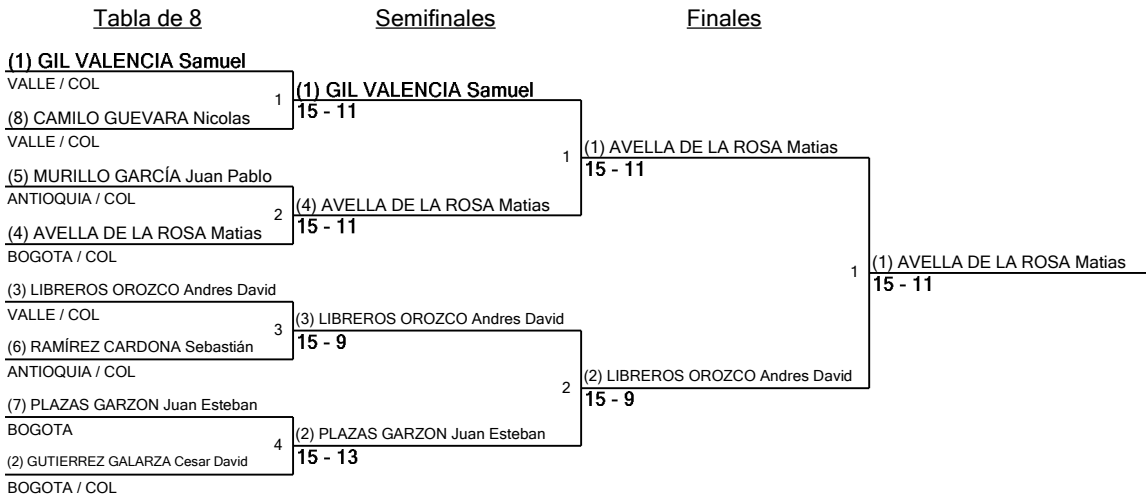 Tabla de 8 Semifinales Finales
(1) GIL VALENCIA Samuel
VALLE / COL
1
(1) GIL VALENCIA Samuel
15 - 11
(8) CAMILO GUEVARA Nicolas
VALLE / COL
1
(1) AVELLA DE LA ROSA Matias
15 - 11
(5) MURILLO GARCÍA Juan Pablo
ANTIOQUIA / COL
2
(4) AVELLA DE LA ROSA Matias
15 - 11
(4) AVELLA DE LA ROSA Matias
BOGOTA / COL
1
(1) AVELLA DE LA ROSA Matias
15 - 11
(3) LIBREROS OROZCO Andres David
VALLE / COL
3
(3) LIBREROS OROZCO Andres David
15 - 9
(6) RAMÍREZ CARDONA Sebastián
ANTIOQUIA / COL
2
(2) LIBREROS OROZCO Andres David
15 - 9
(7) PLAZAS GARZON Juan Esteban
BOGOTA
4
(2) PLAZAS GARZON Juan Esteban
15 - 13
(2) GUTIERREZ GALARZA Cesar David
BOGOTA / COL